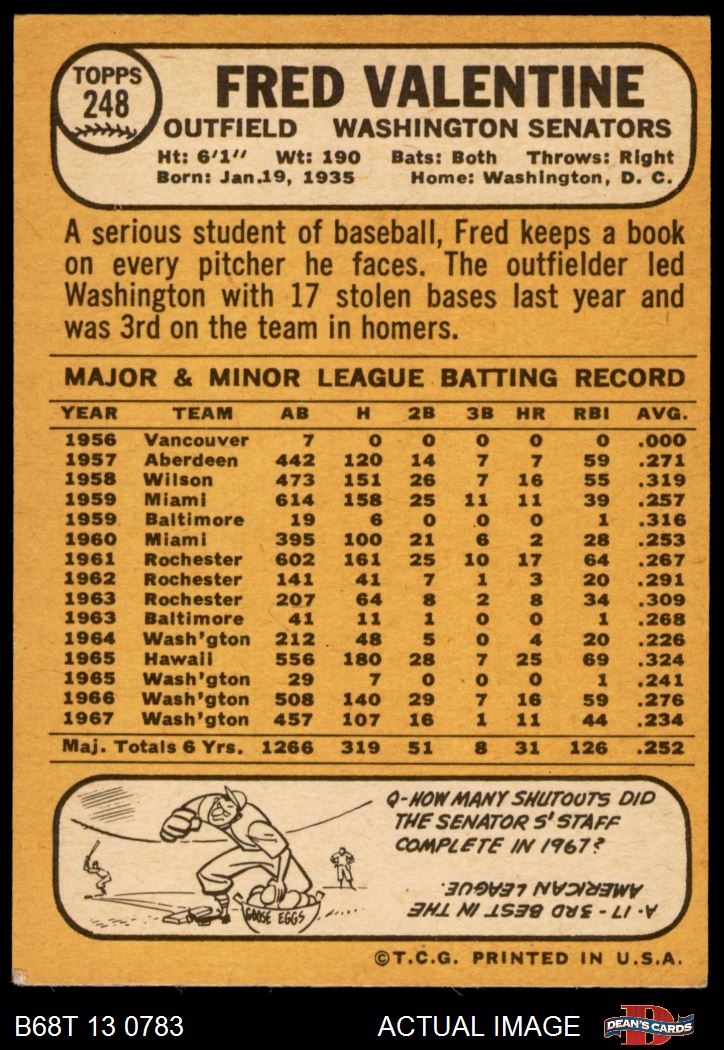 TOPPS
248
FRED VALENTINE
OUTFIELD WASHINGTON SENATORS
Ht: 6'1" Wt: 190 Bats: Both Throws: Right
Born: Jan.19, 1935 Home: Washington, D. C.
A serious student of baseball, Fred keeps a book
on every pitcher he faces. The outfielder led
Washington with 17 stolen bases last year and
was 3rd on the team in homers.
MAJOR & MINOR LEAGUE BATTING RECORD
YEAR TEAM AB H 2B 3B HR RBI AVG.
1956 Vancouver 7 0 0 0 0 0 .000
1957 Aberdeen 442 120 14 7 7 59 .271
1958 Wilson 473 151 26 7 16 55 .319
1959 Miami 614 158 25 11 11 39 .257
1959 Baltimore 19 6 0 0 0 1 .316
1960 Miami 395 100 21 6 2 28 .253
1961 Rochester 602 161 25 10 17 64 .267
1962 Rochester 141 41 7 1 3 20 .291
1963 Rochester 207 64 8 2 8 34 .309
1963 Baltimore 41 11 1 0 0 1 .268
1964 Wash'gton 212 48 5 0 4 20 .226
1965 Hawaii 556 180 28 7 25 69 .324
1965 Wash'gton 29 7 0 0 0 1 .241
1966 Wash'gton 508 140 29 7 16 59 .276
1967 Wash'gton 457 107 16 1 11 44 .234
Maj. Totals 6 Yrs. 1266 319 51 8 31 126 .252
Q-HOW MANY SHUTOUTS DID
THE SENATOR S' STAFF
COMPLETE IN 1967?
A-17 - 3RD BEST IN THE
AMERICAN LEAGUE.
GOOSE EGGS
©T.C.G. PRINTED IN U.S.A.
B68T 13 0783 ACTUAL IMAGE
D
DEAN'S CARDS